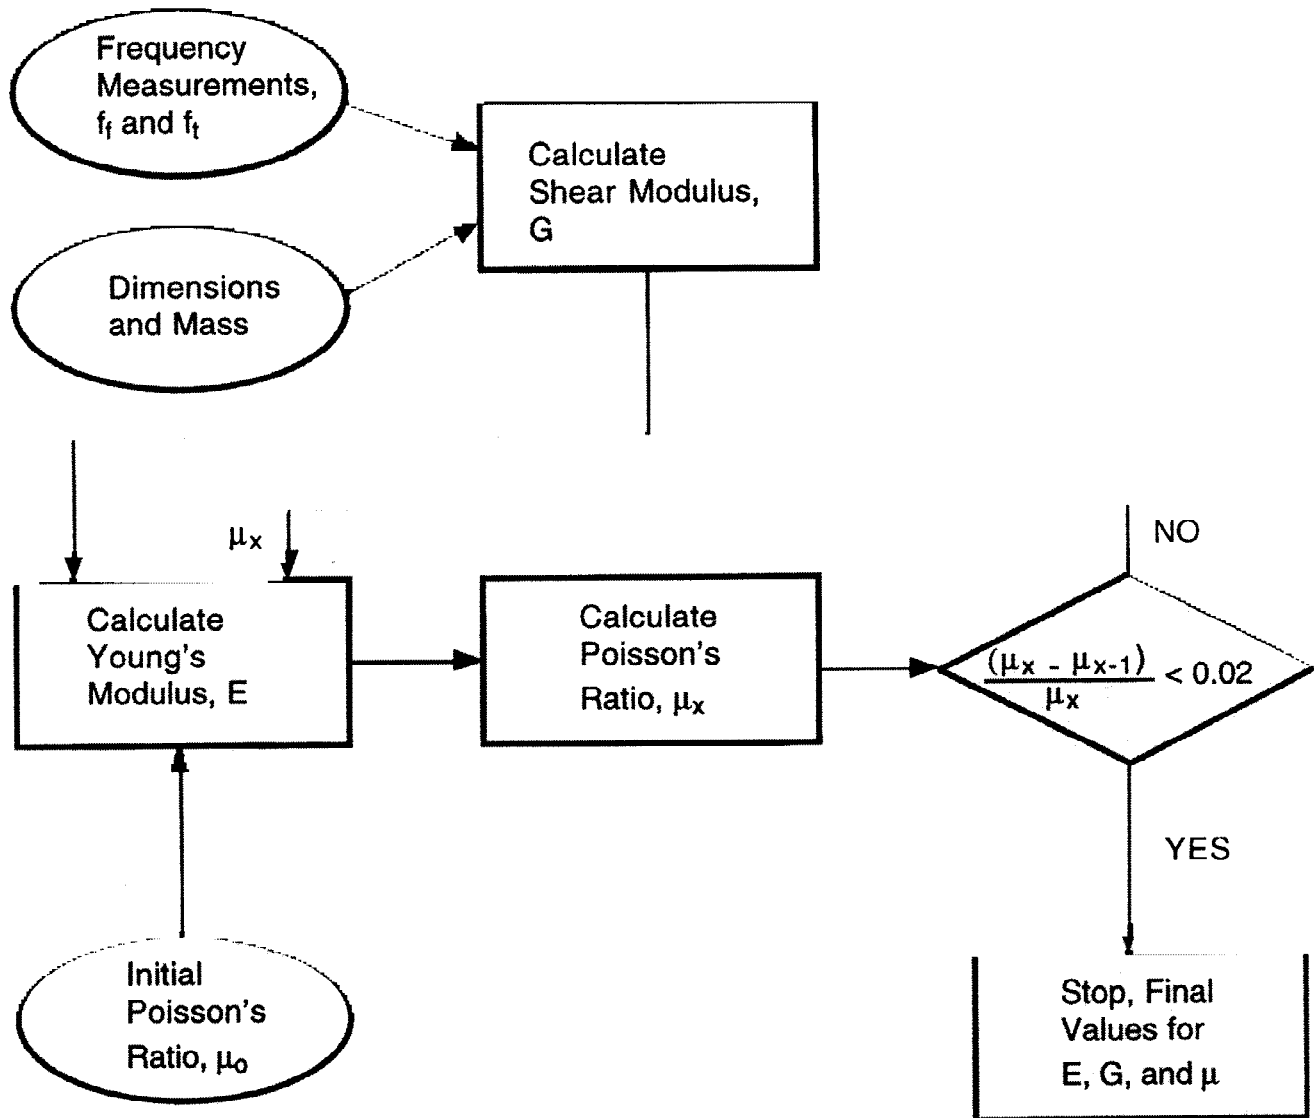 Frequency
Measurements,
f_f and f_t
Calculate
Shear Modulus,
G
Dimensions
and Mass
μ_x
NO
Calculate
Young's
Modulus, E
Calculate
Poisson's
Ratio, μ_x
(μ_x - μ_x-1)
μ_x
< 0.02
YES
Initial
Poisson's
Ratio, μ_o
Stop, Final
Values for
E, G, and μ